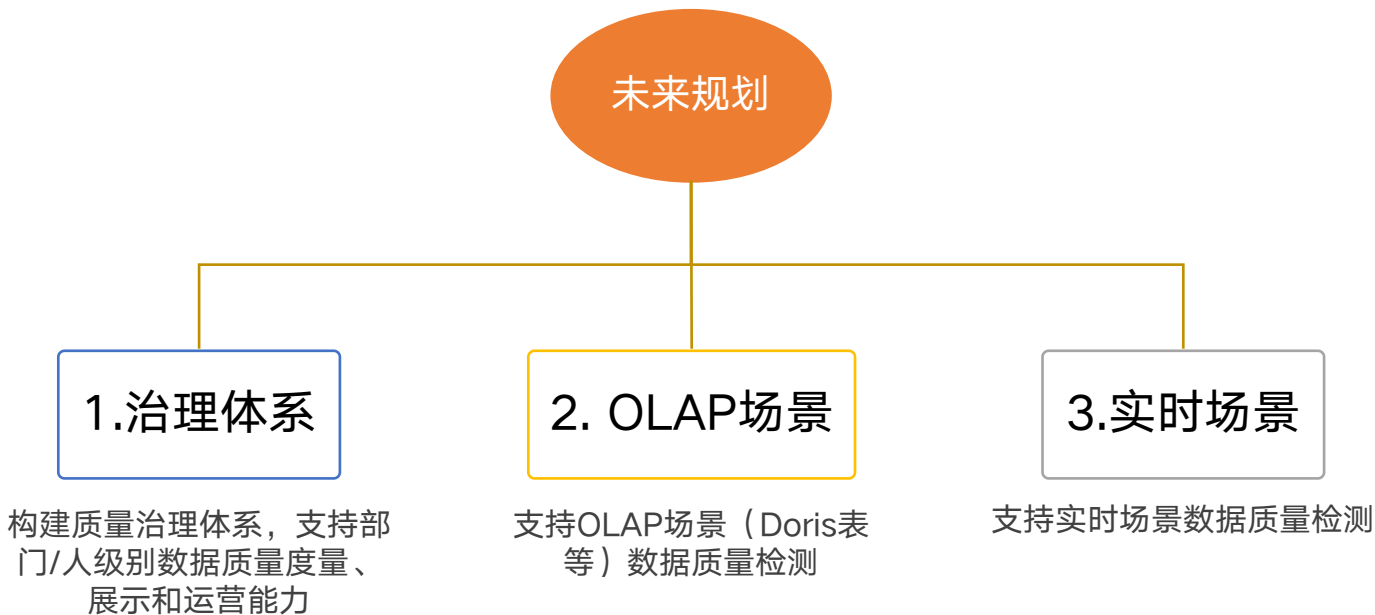 未来规划
1.治理体系
2. OLAP场景
3.实时场景
构建质量治理体系，支持部
门/人级别数据质量度量、
展示和运营能力
支持OLAP场景（Doris表
等）数据质量检测
支持实时场景数据质量检测